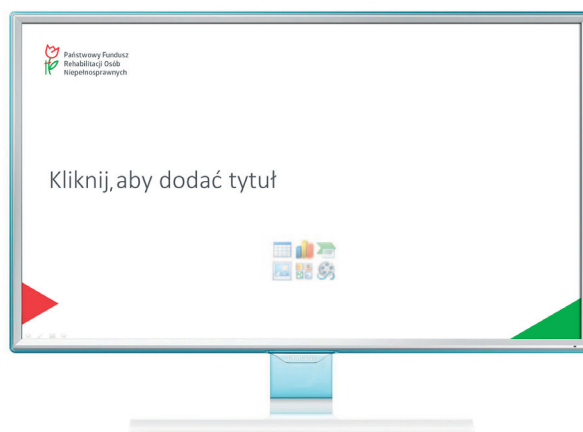 Państwowy Fundusz
Rehabilitacji Osób
Niepełnosprawnych
Kliknij, aby dodać tytuł